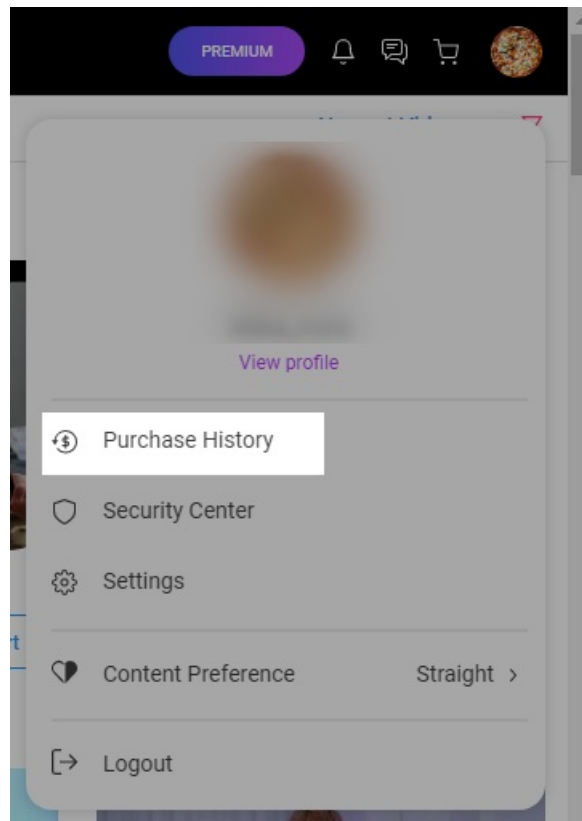 PREMIUM
View profile
Purchase History
Security Center
Settings
Content Preference
Straight
Logout